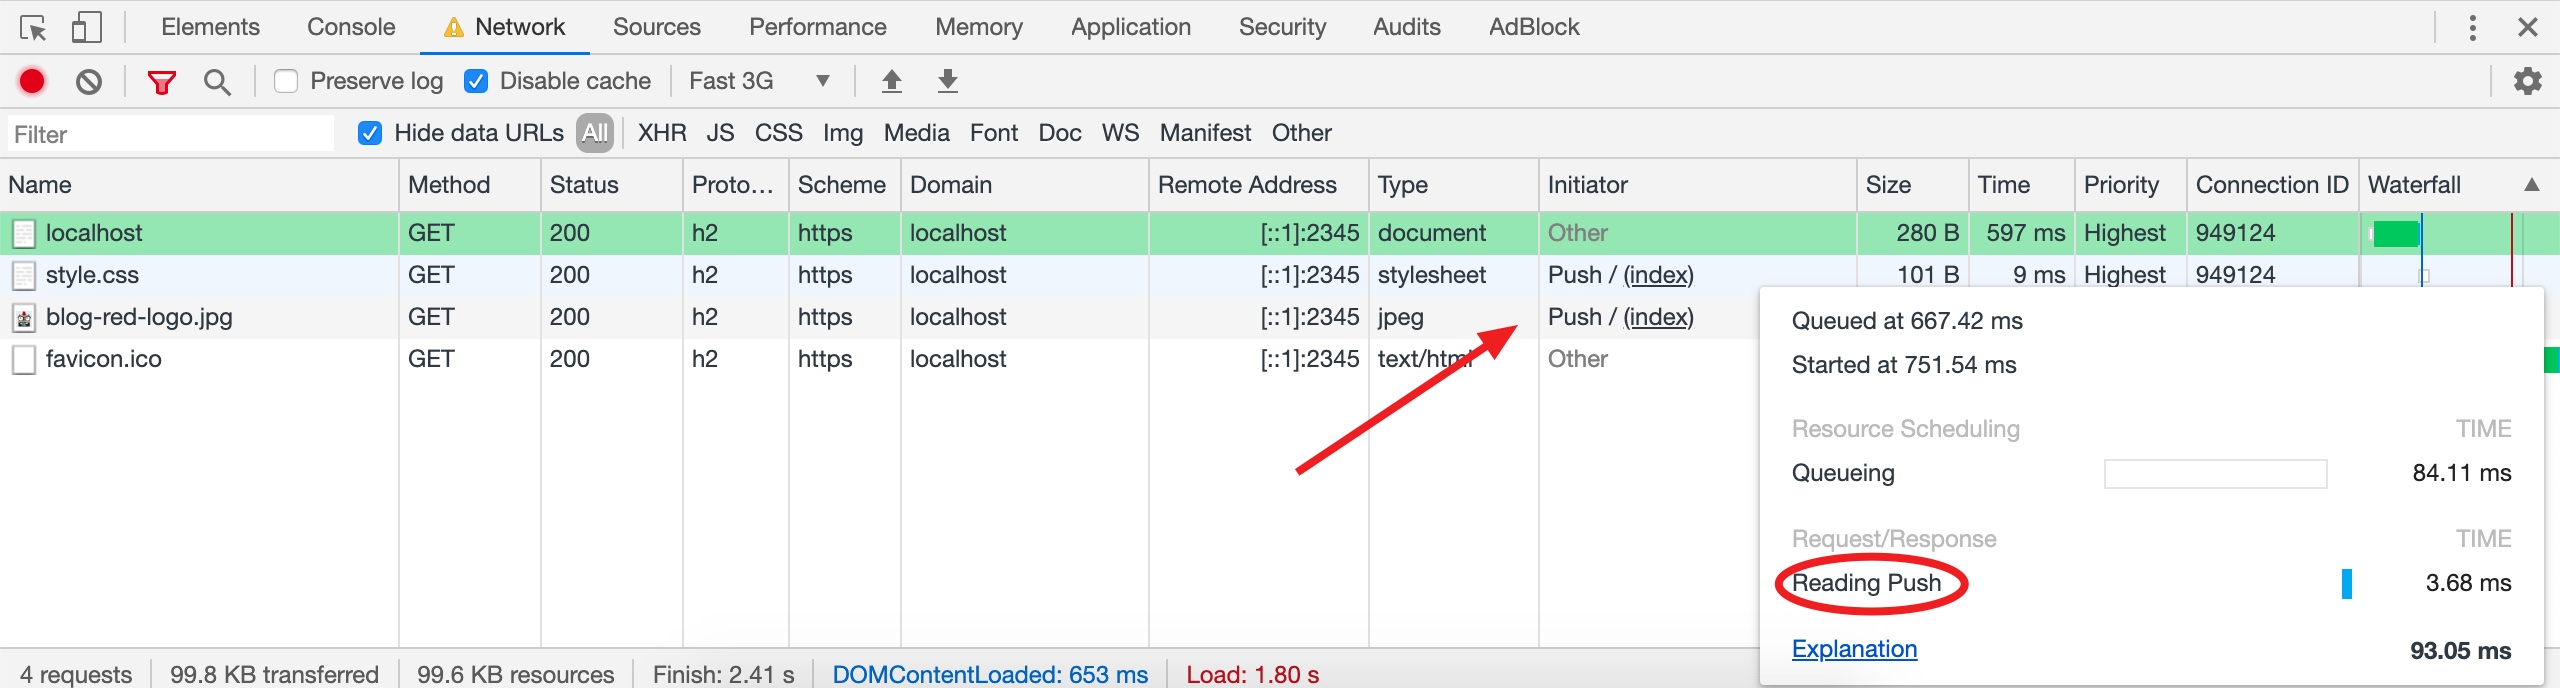 Elements Console Network Sources Performance Memory Application Security Audits AdBlock
Preserve log Disable cache Fast 3G
Filter Hide data URLs All XHR JS CSS Img Media Font Doc WS Manifest Other
Name Method Status Proto… Scheme Domain Remote Address Type Initiator Size Time Priority Connection ID Waterfall
localhost GET 200 h2 https localhost [::1]:2345 document Other 280 B 597 ms Highest 949124
style.css GET 200 h2 https localhost [::1]:2345 stylesheet Push / (index) 101 B 9 ms Highest 949124
blog-red-logo.jpg GET 200 h2 https localhost [::1]:2345 jpeg Push / (index)
favicon.ico GET 200 h2 https localhost [::1]:2345 text/html Other
Queued at 667.42 ms
Started at 751.54 ms
Resource Scheduling TIME
Queueing 84.11 ms
Request/Response TIME
Reading Push 3.68 ms
Explanation 93.05 ms
4 requests 99.8 KB transferred 99.6 KB resources Finish: 2.41 s DOMContentLoaded: 653 ms Load: 1.80 s